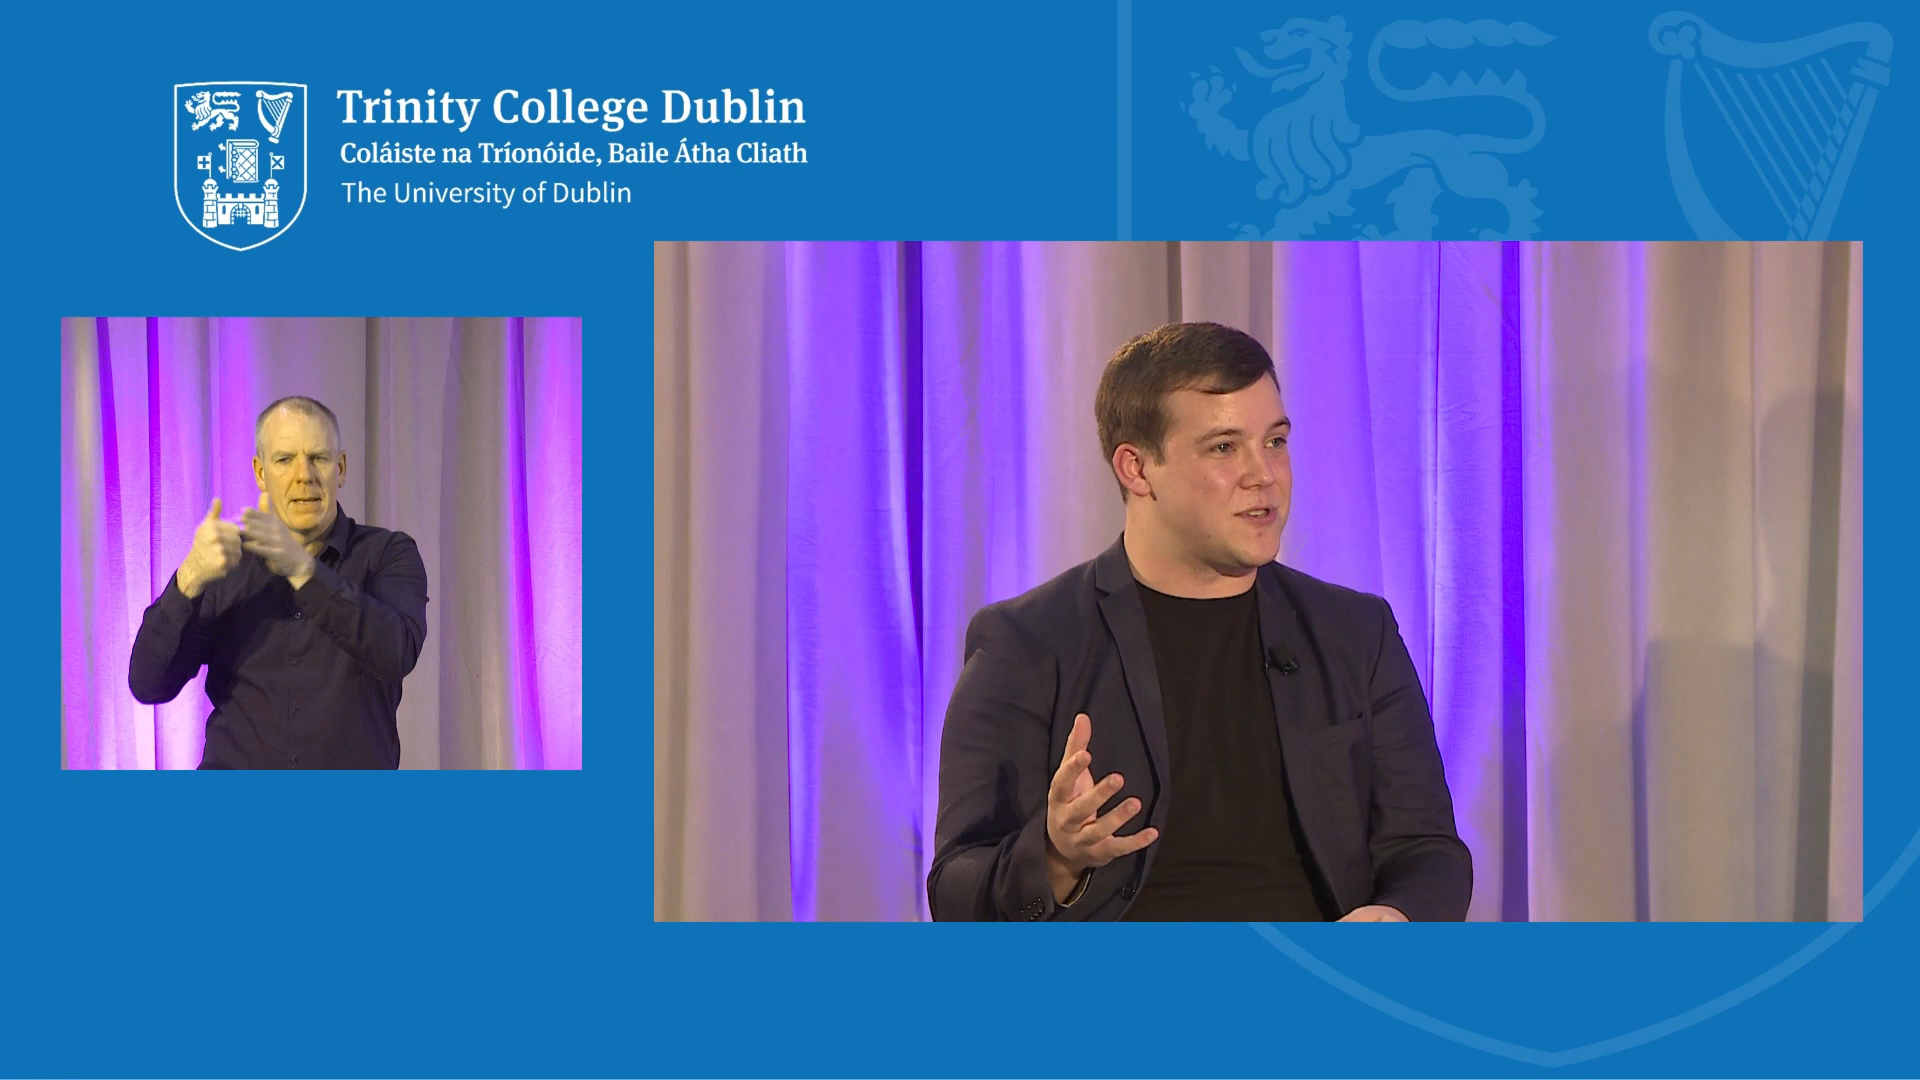 Trinity College Dublin
Coláiste na Tríonóide, Baile Átha Cliath
The University of Dublin